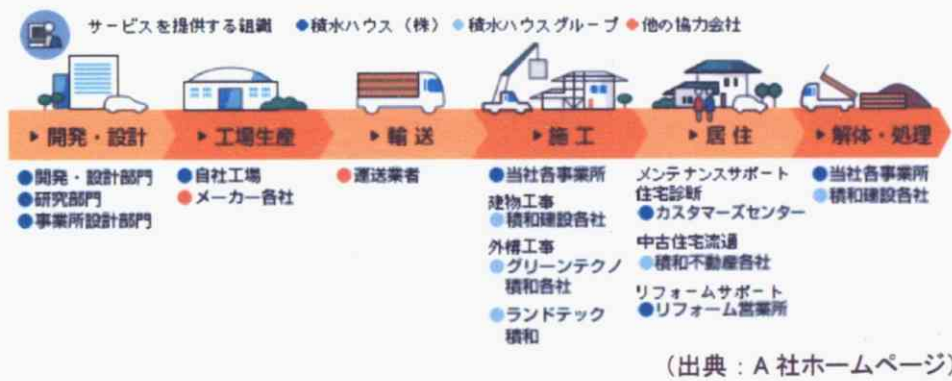 サービスを提供する組織 ●積水ハウス（株） ●積水ハウスグループ ●他の協力会社
▶開発・設計
▶工場生産
▶輸送
▶施工
▶居住
▶解体・処理
●開発・設計部門
●研究部門
●事業所設計部門
●自社工場
●メーカー各社
●運送業者
●当社各事業所
建物工事
●積和建設各社
外構工事
●グリーンテクノ
積和各社
●ランドテック
積和
メンテナンスサポート
住宅診断
●カスタマーズセンター
中古住宅流通
●積和不動産各社
リフォームサポート
●リフォーム営業所
●当社各事業所
●積和建設各社
（出典：A社ホームページ）